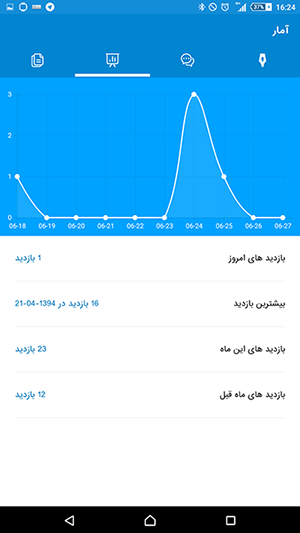 37% 16:24
آمار
3
2
1
0
06-18 06-19 06-20 06-21 06-22 06-23 06-24 06-25 06-26 06-27
بازدید های امروز 1 بازدید
بیشترین بازدید 16 بازدید در 1394-04-21
بازدید های این ماه 23 بازدید
بازدید های ماه قبل 12 بازدید